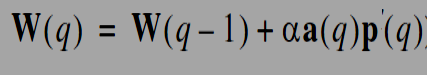 W(q) = W(q – 1) + αa(q)p'(q)